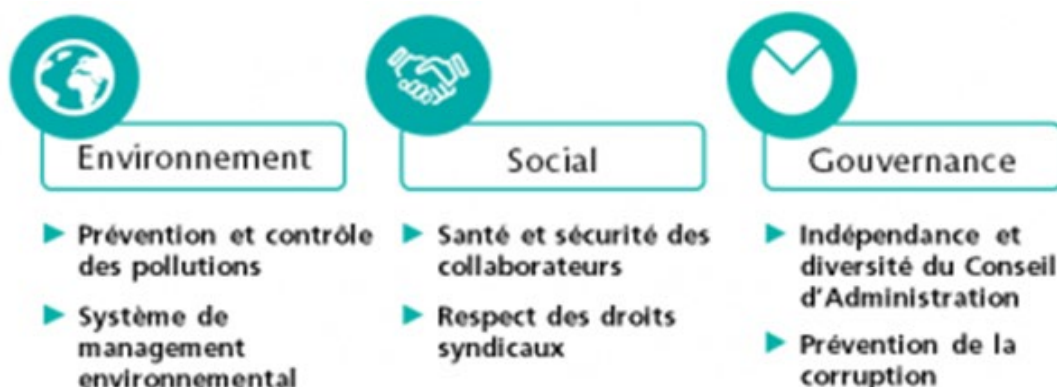 Environnement
Prévention et contrôle
des pollutions
Système de
management
environnemental
Social
Santé et sécurité des
collaborateurs
Respect des droits
syndicaux
Gouvernance
Indépendance et
diversité du Conseil
d'Administration
Prévention de la
corruption